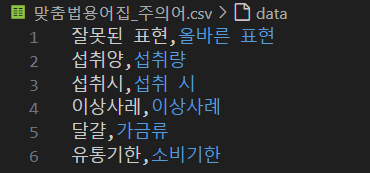 맞춤법용어집_주의어.csv > data
1 잘못된 표현,올바른 표현
2 섭취양,섭취량
3 섭취시,섭취 시
4 이상사레,이상사례
5 달걀,가금류
6 유통기한,소비기한